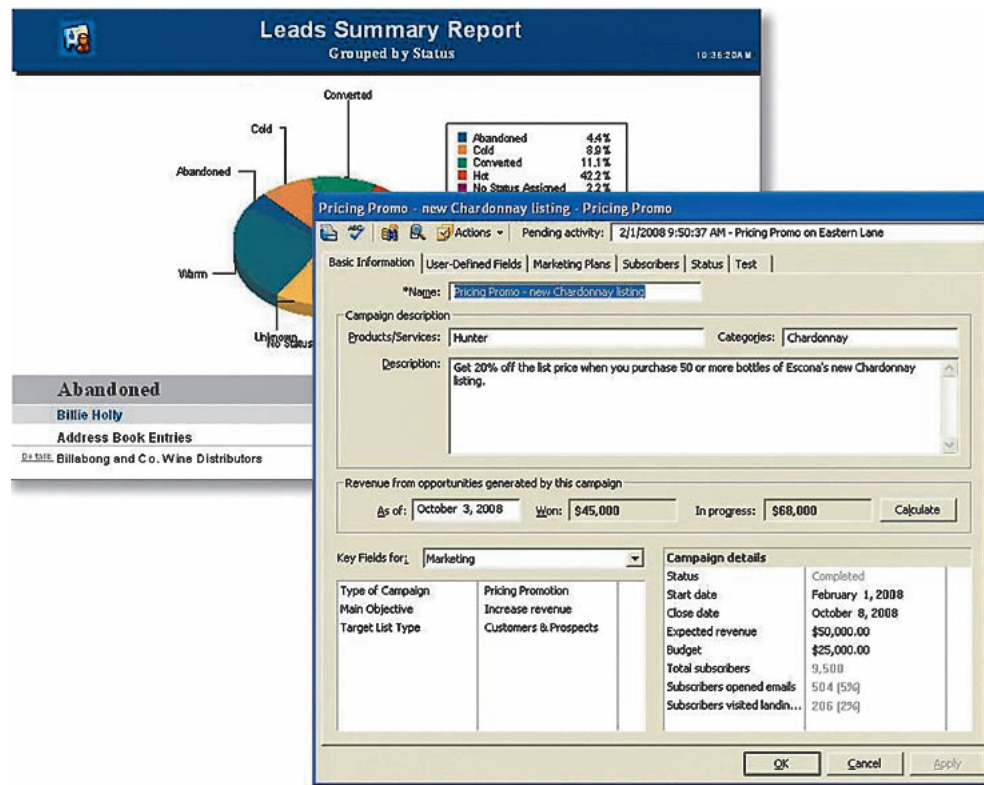 Leads Summary Report
Grouped by Status
10:36:20AM
Converted
Cold
Abandoned
Warm
Unknown
No Status
Abandoned 4.4%
Cold 8.9%
Converted 11.1%
Hot 42.2%
No Status Assigned 2.2%
Abandoned
Billie Holly
Address Book Entries
Details Billabong and Co. Wine Distributors
Pricing Promo - new Chardonnay listing - Pricing Promo
Actions Pending activity: 2/1/2008 9:50:37 AM - Pricing Promo on Eastern Lane
Basic Information User-Defined Fields Marketing Plans Subscribers Status Test
*Name: Pricing Promo - new Chardonnay listing
Campaign description
Products/Services: Hunter Categories: Chardonnay
Description: Get 20% off the list price when you purchase 50 or more bottles of Escona's new Chardonnay
listing.
Revenue from opportunities generated by this campaign
As of: October 3, 2008 Won: $45,000 In progress: $68,000 Calculate
Key Fields for: Marketing
Type of Campaign Pricing Promotion
Main Objective Increase revenue
Target List Type Customers & Prospects
Campaign details
Status Completed
Start date February 1, 2008
Close date October 8, 2008
Expected revenue $50,000.00
Budget $25,000.00
Total subscribers 9,500
Subscribers opened emails 504 (5%)
Subscribers visited landin... 206 (2%)
OK Cancel Apply